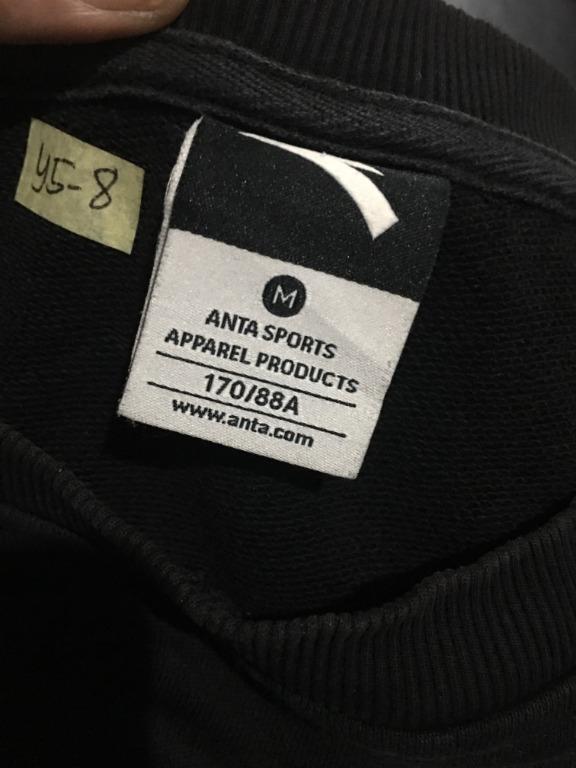 y5-8
M
ANTA SPORTS
APPAREL PRODUCTS
170/88A
www.anta.com